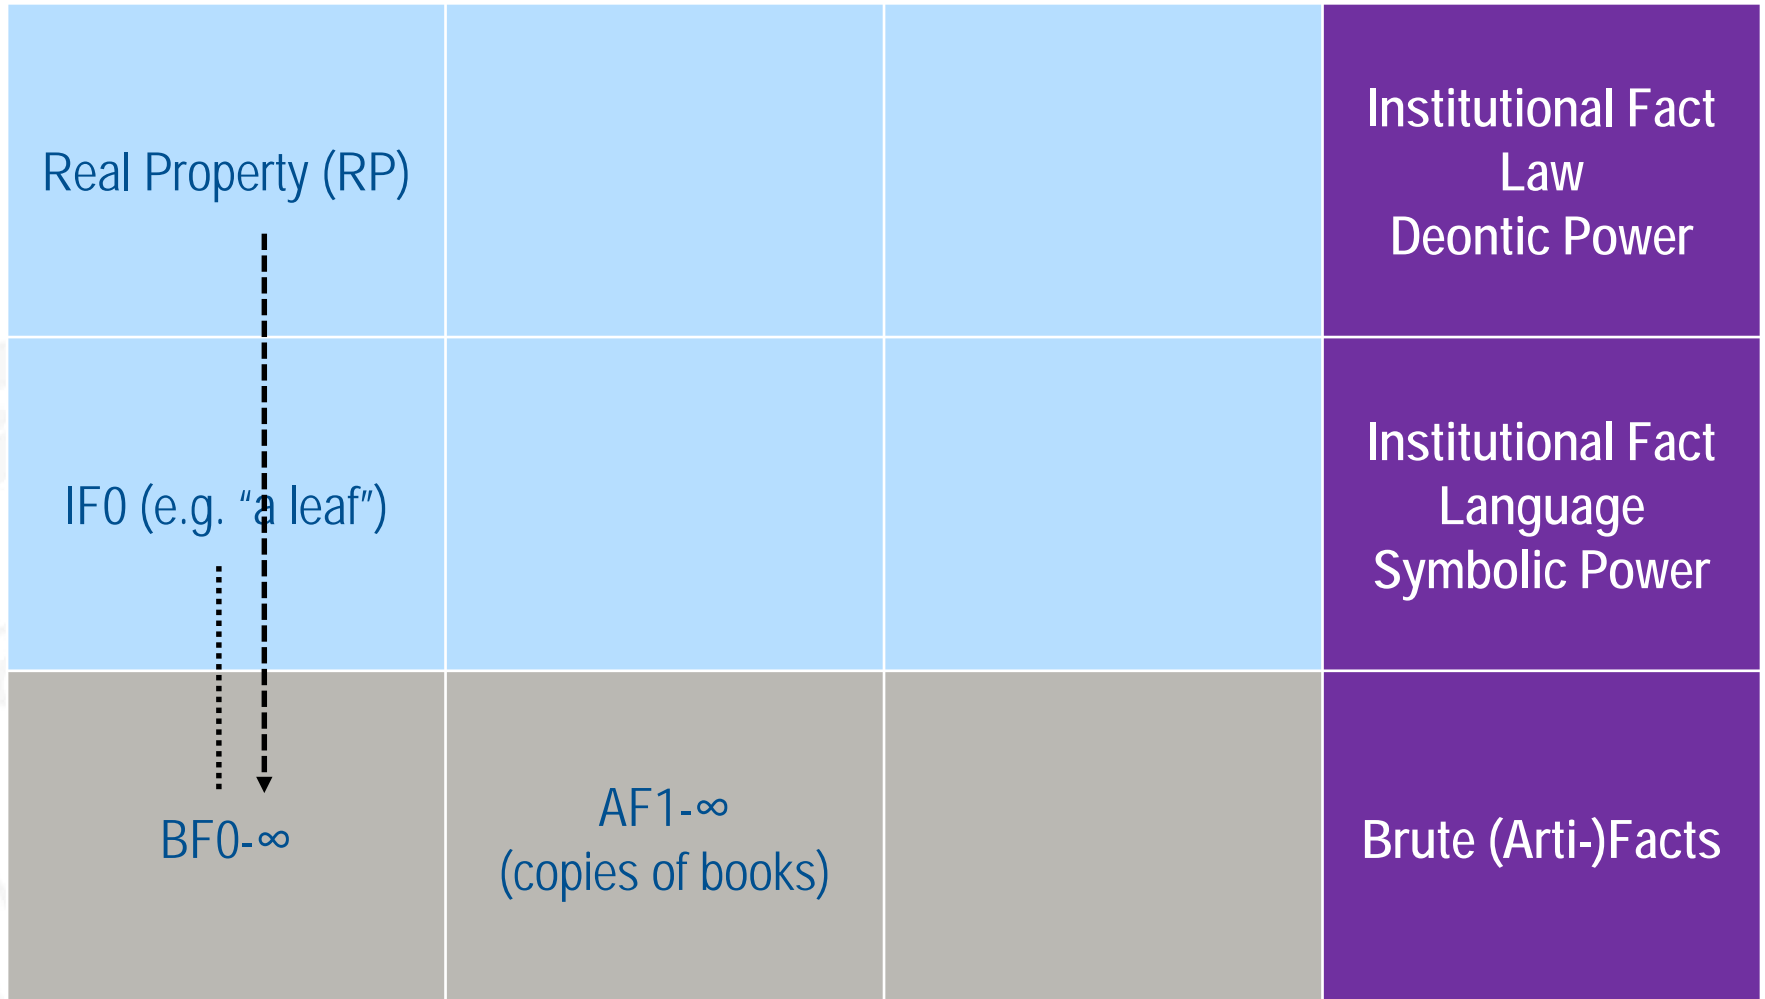 Real Property (RP)
Institutional Fact
Law
Deontic Power
IF0 (e.g. “a leaf”)
Institutional Fact
Language
Symbolic Power
BF0-∞
AF1-∞
(copies of books)
Brute (Arti-)Facts